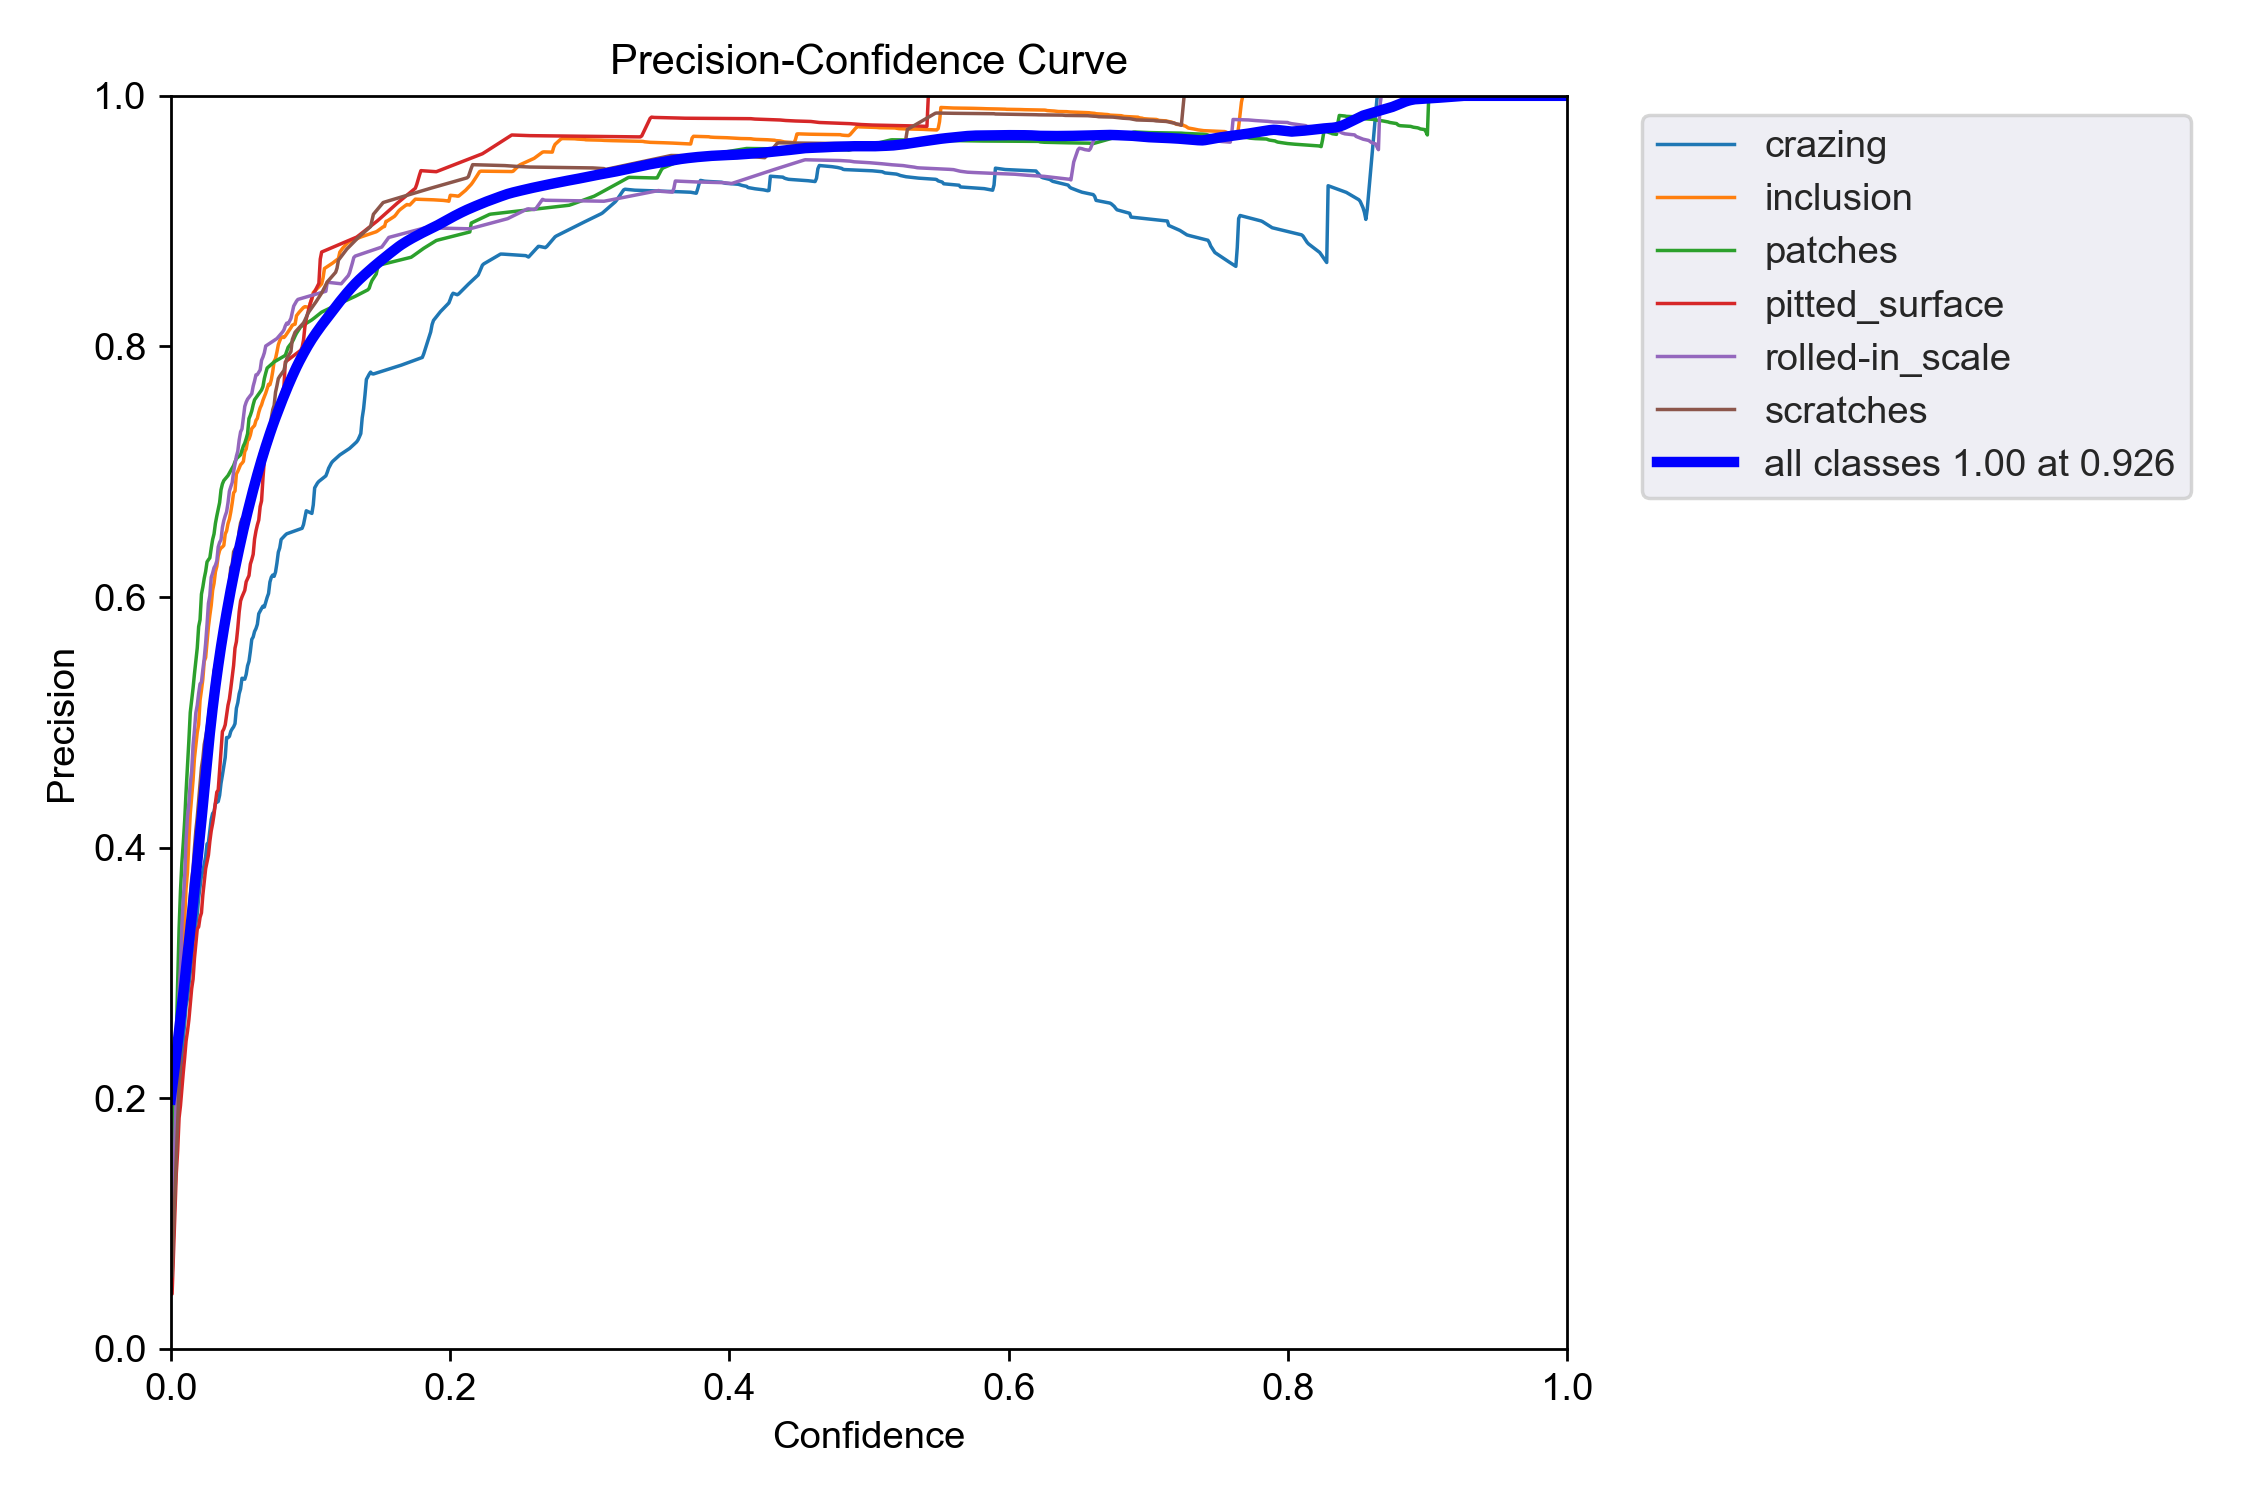 Precision-Confidence Curve
1.0
0.8
0.6
0.4
0.2
0.0
Precision
0.0 0.2 0.4 0.6 0.8 1.0
Confidence
crazing
inclusion
patches
pitted_surface
rolled-in_scale
scratches
all classes 1.00 at 0.926